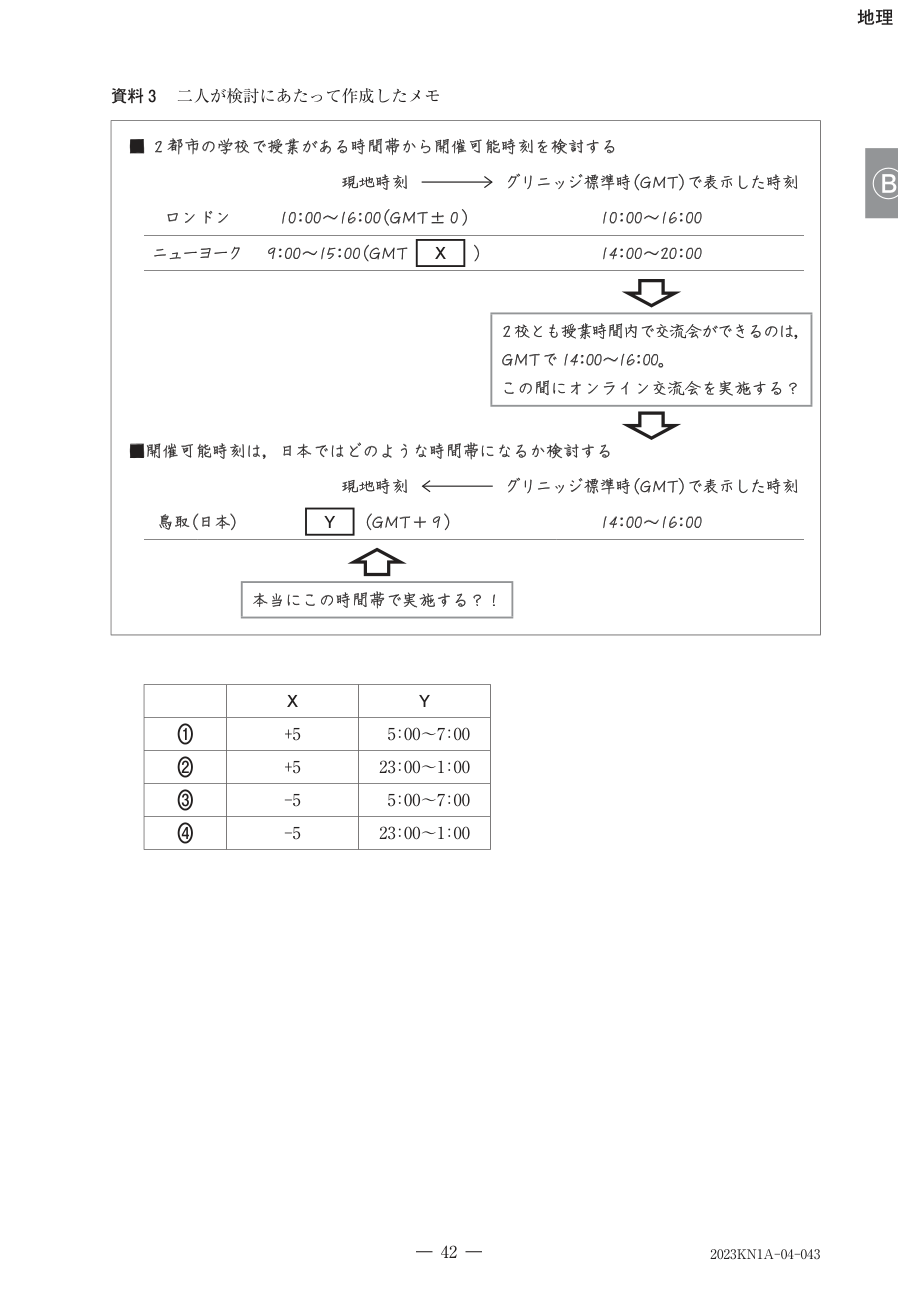 地理
資料3 二人が検討にあたって作成したメモ
■ 2都市の学校で授業がある時間帯から開催可能時刻を検討する
現地時刻 ⟶ グリニッジ標準時(GMT)で表示した時刻
ロンドン 10:00～16:00(GMT±0) 10:00～16:00
ニューヨーク 9:00～15:00(GMT X ) 14:00～20:00
B
2校とも授業時間内で交流会ができるのは,
GMTで14:00～16:00。
この間にオンライン交流会を実施する？
■開催可能時刻は，日本ではどのような時間帯になるか検討する
現地時刻 ⟵ グリニッジ標準時(GMT)で表示した時刻
鳥取(日本) Y (GMT＋9) 14:00～16:00
本当にこの時間帯で実施する？！
X Y
① +5 5:00～7:00
② +5 23:00～1:00
③ -5 5:00～7:00
④ -5 23:00～1:00
― 42 ―
2023KN1A-04-043